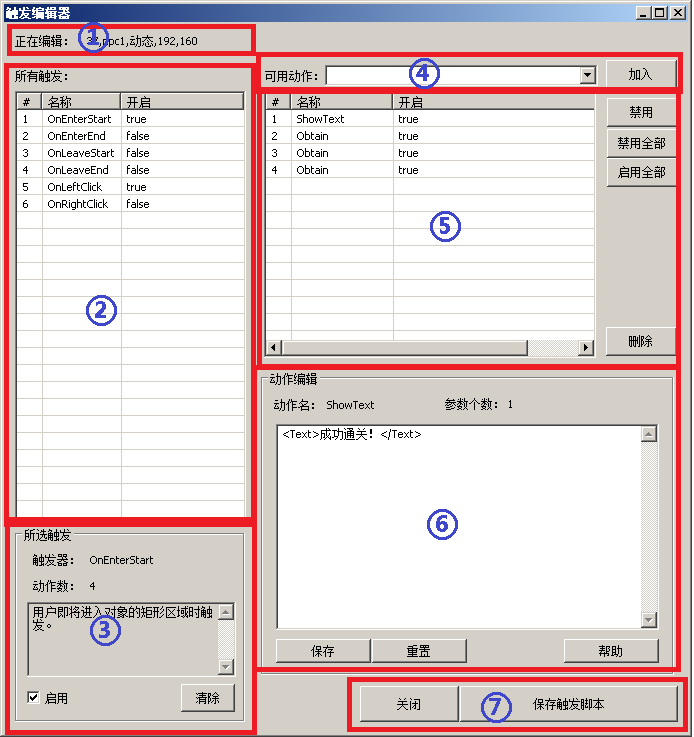 触发编辑器
正在编辑： ,npc1,动态,192,160
①
所有触发：
# 名称 开启
1 OnEnterStart true
2 OnEnterEnd false
3 OnLeaveStart false
4 OnLeaveEnd false
5 OnLeftClick true
6 OnRightClick false
②
所选触发
触发器： OnEnterStart
动作数： 4
用户即将进入对象的矩形区域时触
发。
③
启用
清除
可用动作：
④
加入
# 名称 开启
1 ShowText true
2 Obtain true
3 Obtain true
4 Obtain true
⑤
禁用
禁用全部
启用全部
删除
动作编辑
动作名： ShowText 参数个数： 1
<Text>成功通关！</Text>
⑥
保存
重置
帮助
关闭
⑦
保存触发脚本